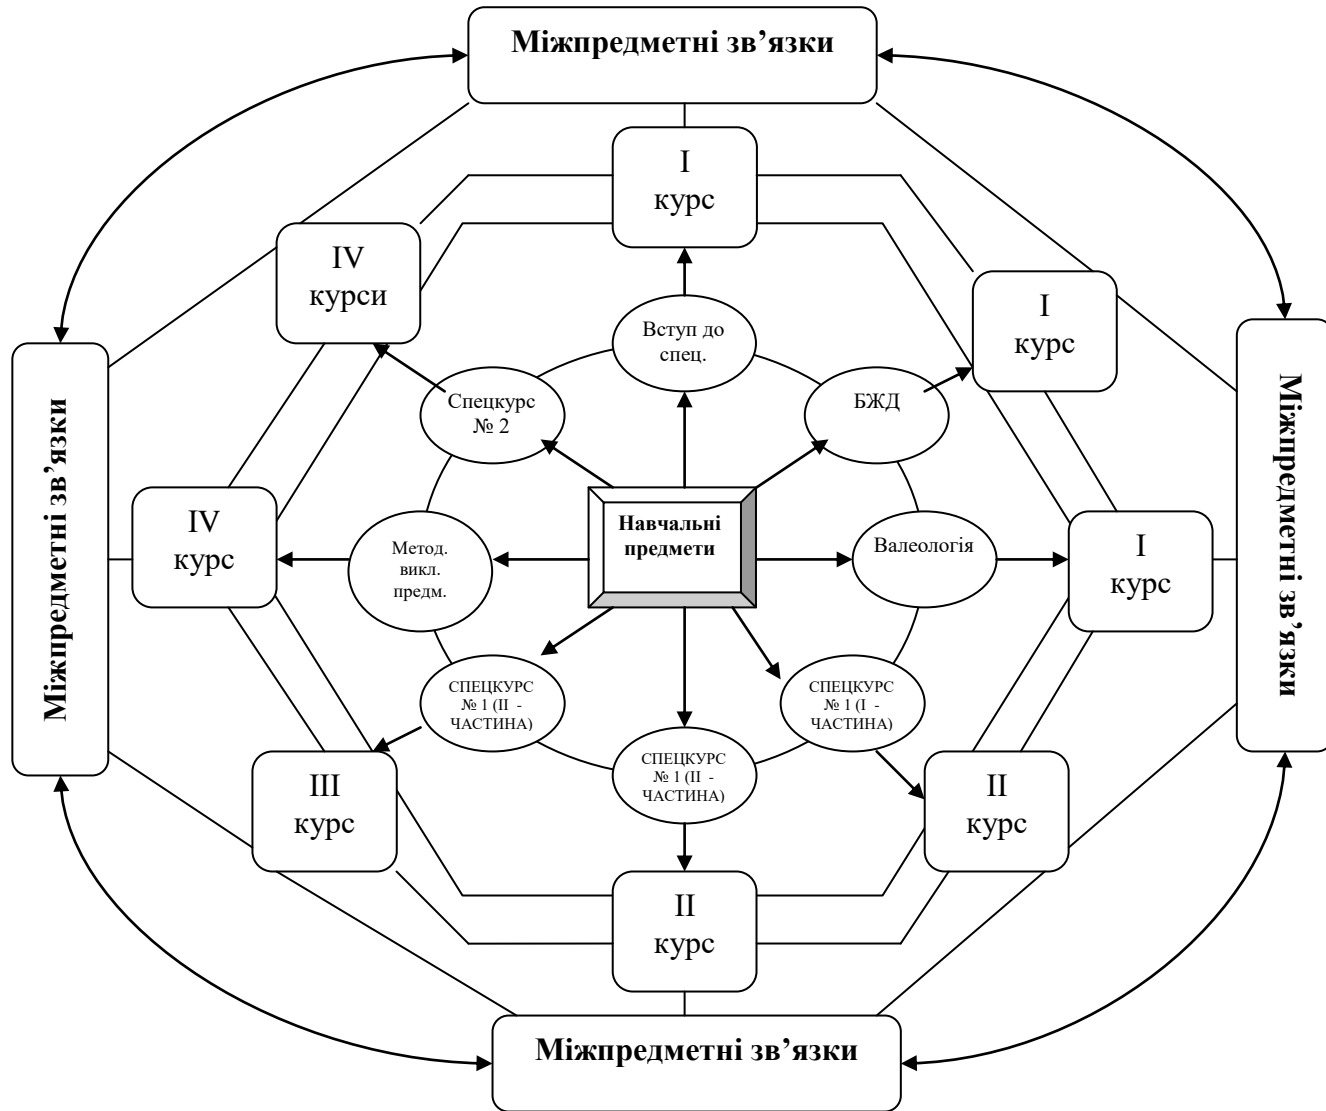 Міжпредметні зв’язки
I
курс
IV
курси
I
курс
Вступ до
спец.
Спецкурс
№ 2
БЖД
Міжпредметні зв’язки
Міжпредметні зв’язки
IV
курс
Метод.
викл.
предм.
Навчальні
предмети
Валеологія
I
курс
СПЕЦКУРС
№ 1 (II -
ЧАСТИНА)
СПЕЦКУРС
№ 1 (I -
ЧАСТИНА)
СПЕЦКУРС
№ 1 (II -
ЧАСТИНА)
III
курс
II
курс
II
курс
Міжпредметні зв’язки